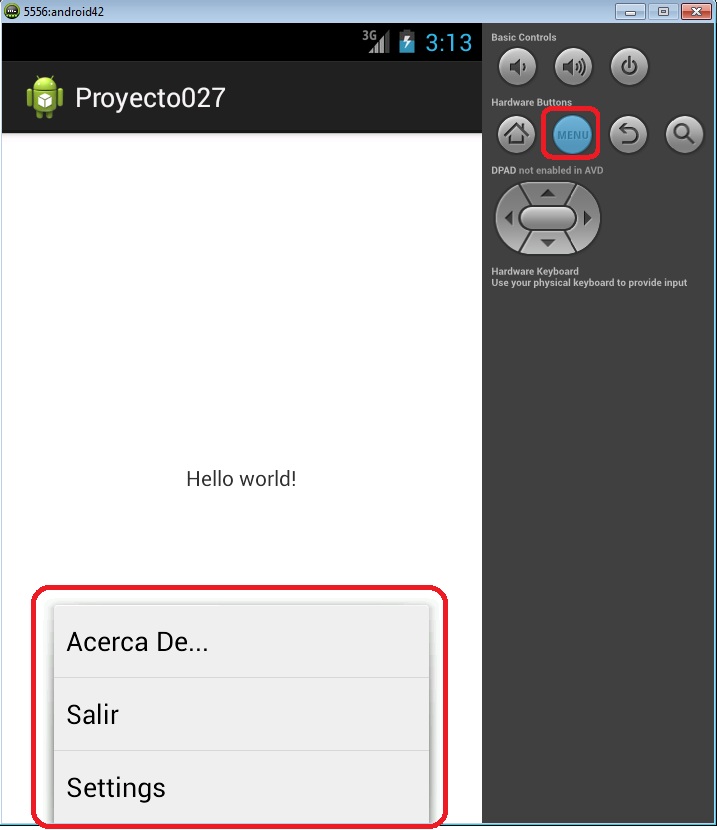 5556:android42
3G 3:13
Proyecto027
Hello world!
Acerca De...
Salir
Settings
Basic Controls
Hardware Buttons
MENU
DPAD not enabled in AVD
Hardware Keyboard
Use your physical keyboard to provide input